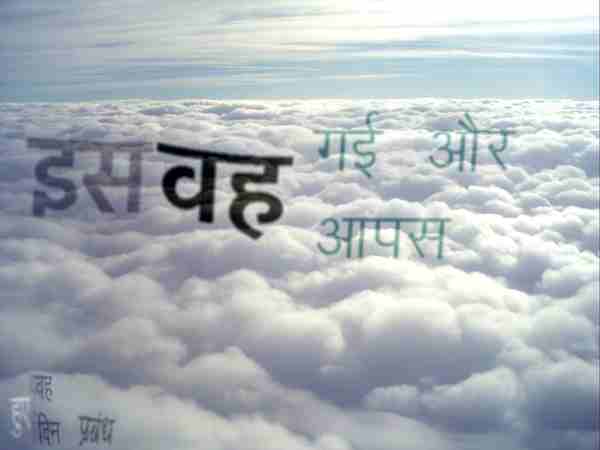 इस
वह
गई और
आपस
वह
दिन प्रबंध